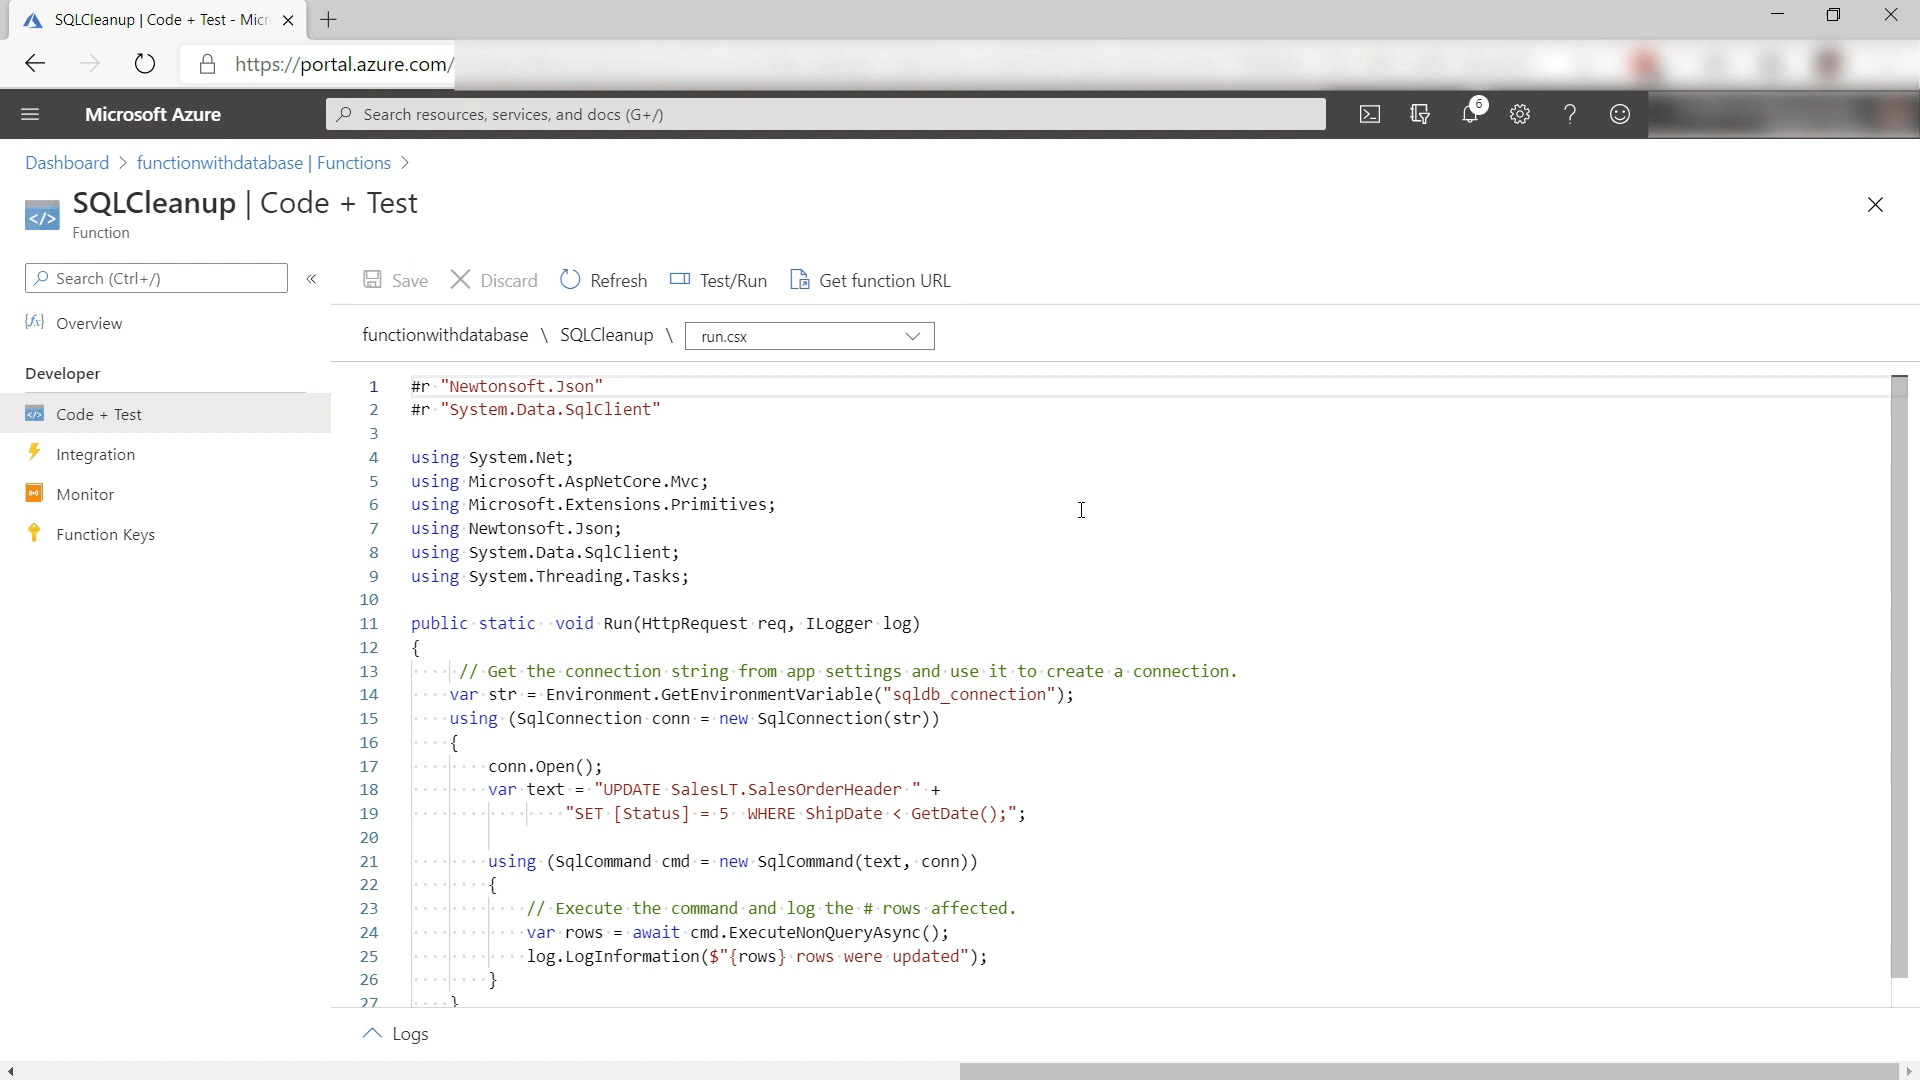 SQLCleanup | Code + Test - Micr
https://portal.azure.com/
Microsoft Azure
Search resources, services, and docs (G+/)
6
Dashboard > functionwithdatabase | Functions >
SQLCleanup | Code + Test
Function
Search (Ctrl+/)
Save Discard Refresh Test/Run Get function URL
Overview
functionwithdatabase \ SQLCleanup \ run.csx
Developer
Code + Test
Integration
Monitor
Function Keys
1 #r "Newtonsoft.Json"
2 #r "System.Data.SqlClient"
3
4 using System.Net;
5 using Microsoft.AspNetCore.Mvc;
6 using Microsoft.Extensions.Primitives;
7 using Newtonsoft.Json;
8 using System.Data.SqlClient;
9 using System.Threading.Tasks;
10
11 public static  void Run(HttpRequest req, ILogger log)
12 {
13     // Get the connection string from app settings and use it to create a connection.
14     var str = Environment.GetEnvironmentVariable("sqldb_connection");
15     using (SqlConnection conn = new SqlConnection(str))
16     {
17         conn.Open();
18         var text = "UPDATE SalesLT.SalesOrderHeader " +
19                 "SET [Status] = 5  WHERE ShipDate < GetDate();";
20
21         using (SqlCommand cmd = new SqlCommand(text, conn))
22         {
23             // Execute the command and log the # rows affected.
24             var rows = await cmd.ExecuteNonQueryAsync();
25             log.LogInformation($"{rows} rows were updated");
26         }
27     }
Logs